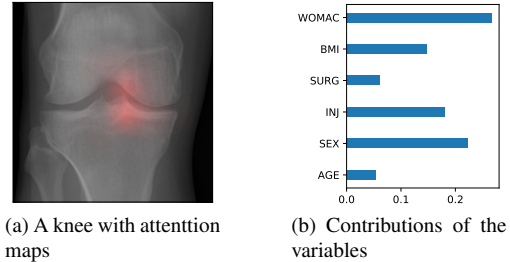 WOMAC
BMI
SURG
INJ
SEX
AGE
0.0 0.1 0.2
(a) A knee with attenttion
maps
(b) Contributions of the
variables